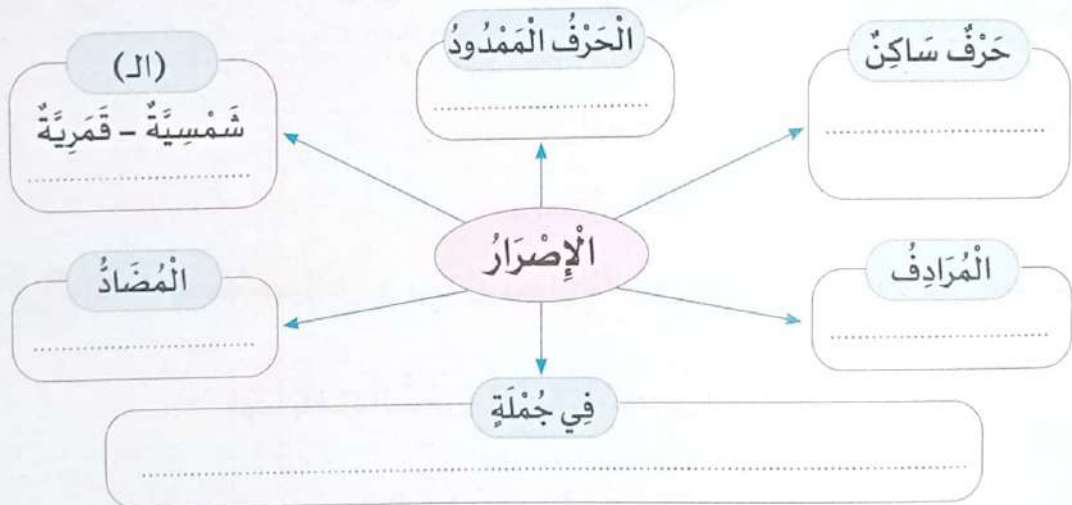 حَرْفٌ سَاكِنٌ
الْحَرْفُ الْمَمْدُودُ
(الـ)
شَمْسِيَّةٌ - قَمَرِيَّةٌ
الْإِصْرَارُ
الْمُرَادِفُ
الْمُضَادُّ
فِي جُمْلَةٍ